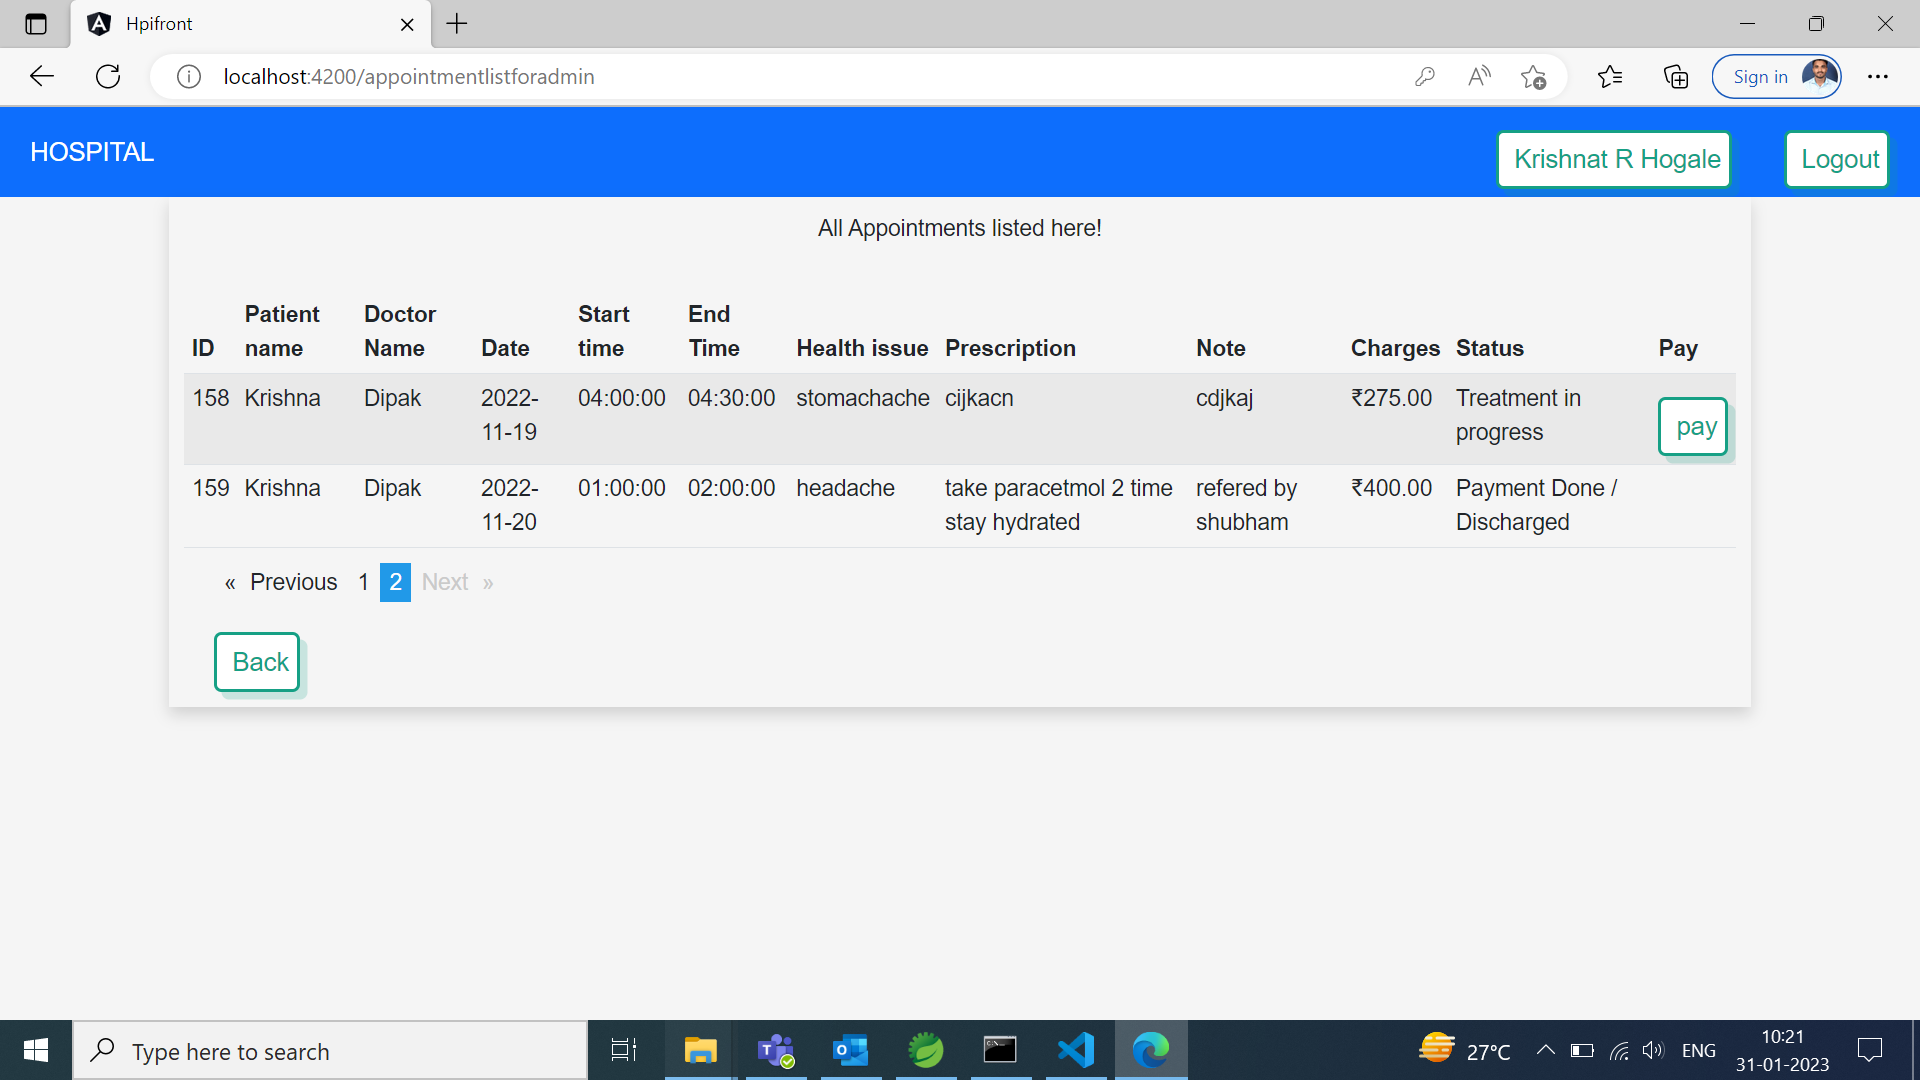 Hpifront
localhost:4200/appointmentlistforadmin
Sign in
HOSPITAL
Krishnat R Hogale
Logout
All Appointments listed here!
ID Patient name Doctor Name Date Start time End Time Health issue Prescription Note Charges Status Pay
158 Krishna Dipak 2022-11-19 04:00:00 04:30:00 stomachache cijkacn cdjkaj ₹275.00 Treatment in progress pay
159 Krishna Dipak 2022-11-20 01:00:00 02:00:00 headache take paracetmol 2 time stay hydrated refered by shubham ₹400.00 Payment Done / Discharged
« Previous 1 2 Next »
Back
Type here to search
27°C
ENG
10:21
31-01-2023